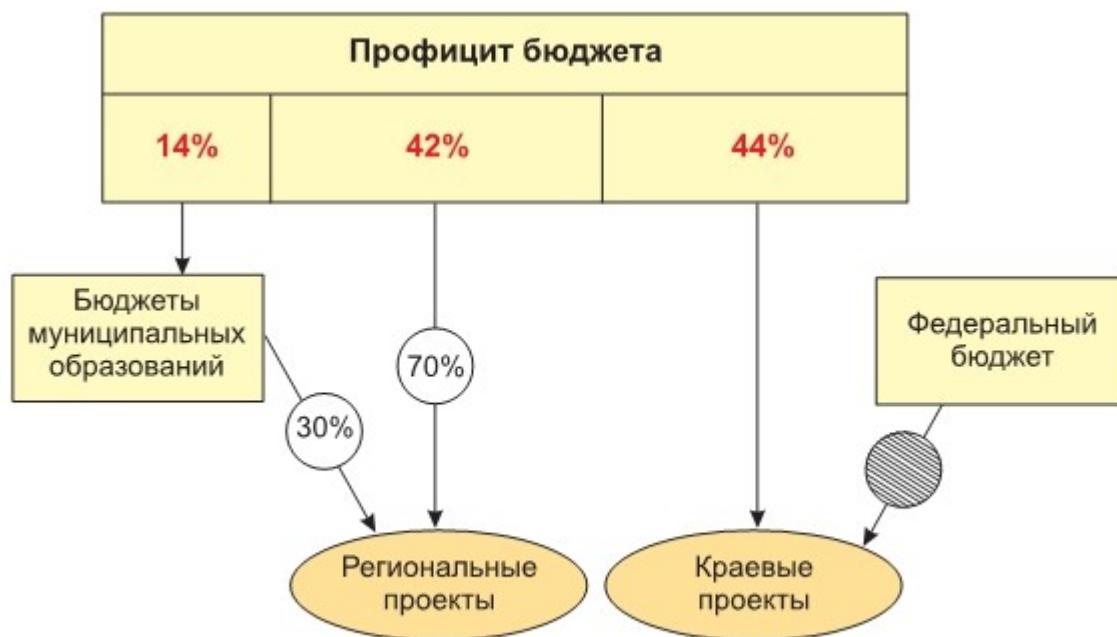 Профицит бюджета
14%
42%
44%
Бюджеты
муниципальных
образований
Федеральный
бюджет
70%
30%
Региональные
проекты
Краевые
проекты